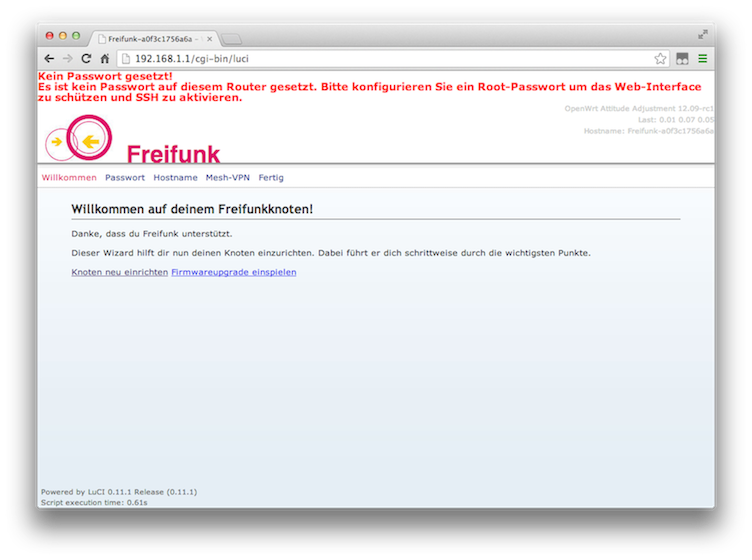 Freifunk-a0f3c1756a6a -
192.168.1.1/cgi-bin/luci
Kein Passwort gesetzt!
Es ist kein Passwort auf diesem Router gesetzt. Bitte konfigurieren Sie ein Root-Passwort um das Web-Interface
zu schützen und SSH zu aktivieren.
OpenWrt Attitude Adjustment 12.09-rc1
Last: 0.01 0.07 0.05
Hostname: Freifunk-a0f3c1756a6a
Freifunk
Willkommen Passwort Hostname Mesh-VPN Fertig
Willkommen auf deinem Freifunkknoten!
Danke, dass du Freifunk unterstützt.
Dieser Wizard hilft dir nun deinen Knoten einzurichten. Dabei führt er dich schrittweise durch die wichtigsten Punkte.
Knoten neu einrichten Firmwareupgrade einspielen
Powered by LuCI 0.11.1 Release (0.11.1)
Script execution time: 0.61s